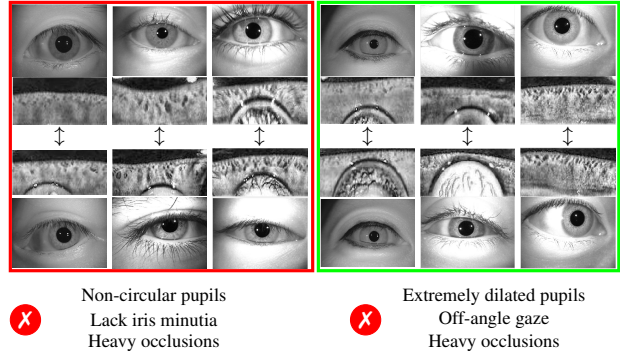 Non-circular pupils
Lack iris minutia
Heavy occlusions
Extremely dilated pupils
Off-angle gaze
Heavy occlusions